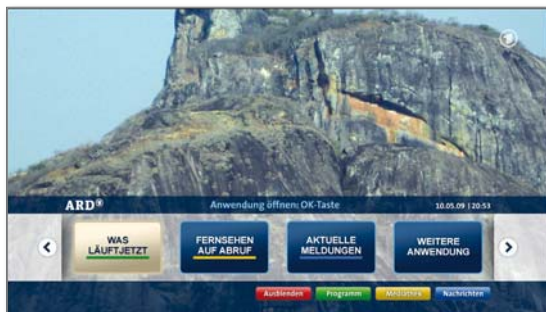 ARD
Anwendung öffnen: OK-Taste
10.05.09 | 20:53
WAS
LÄUFTJETZT
FERNSEHEN
AUF ABRUF
AKTUELLE
MELDUNGEN
WEITERE
ANWENDUNG
Ausblenden
Programm
Mediathek
Nachrichten